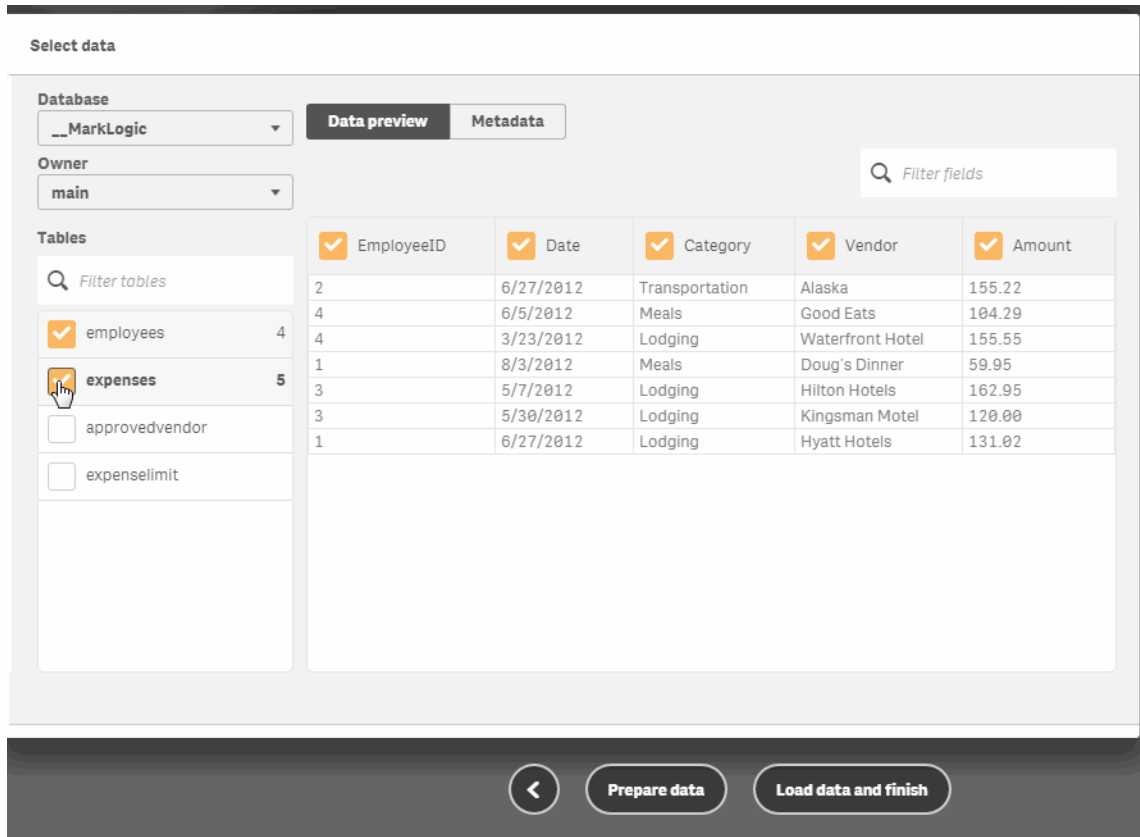 Select data
Database
__MarkLogic
Owner
main
Tables
Filter tables
employees 4
expenses 5
approvedvendor
expenselimit
Data preview Metadata
Filter fields
EmployeeID Date Category Vendor Amount
2 6/27/2012 Transportation Alaska 155.22
4 6/5/2012 Meals Good Eats 104.29
4 3/23/2012 Lodging Waterfront Hotel 155.55
1 8/3/2012 Meals Doug's Dinner 59.95
3 5/7/2012 Lodging Hilton Hotels 162.95
3 5/30/2012 Lodging Kingsman Motel 120.00
1 6/27/2012 Lodging Hyatt Hotels 131.02
Prepare data Load data and finish